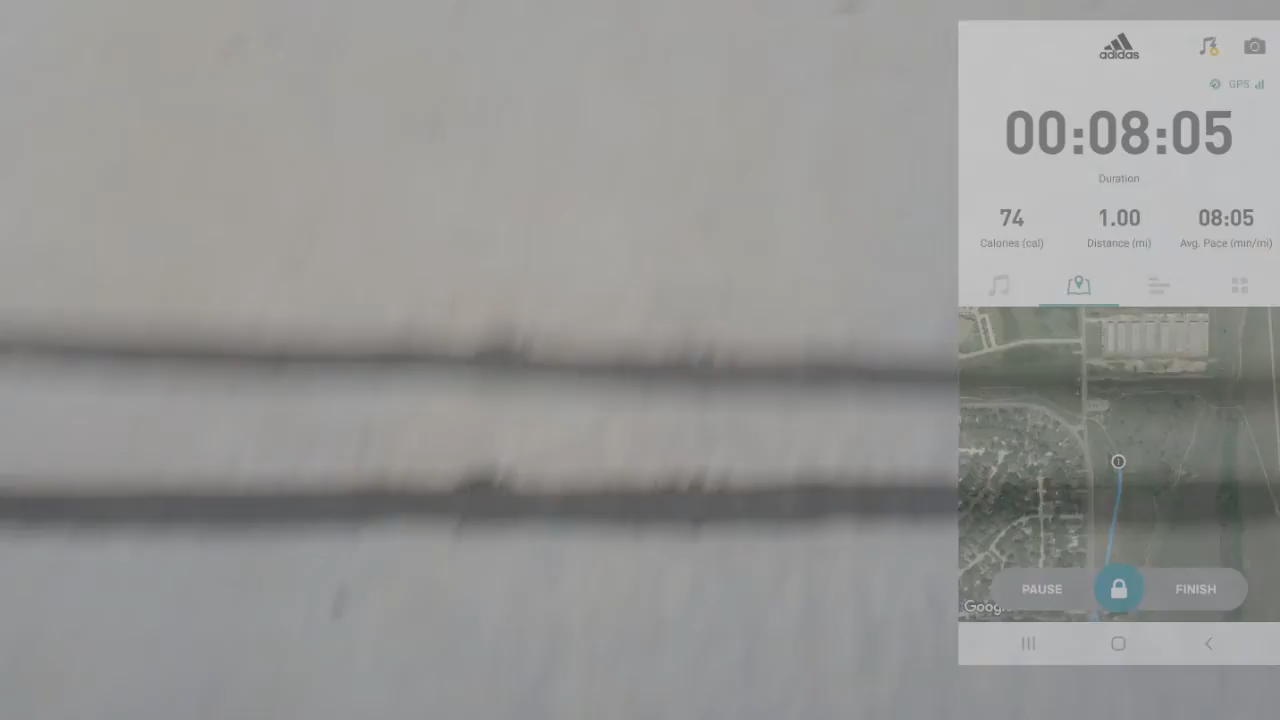 adidas
GPS
00:08:05
Duration
74 1.00 08:05
Calories (cal) Distance (mi) Avg. Pace (min/mi)
PAUSE FINISH
Google